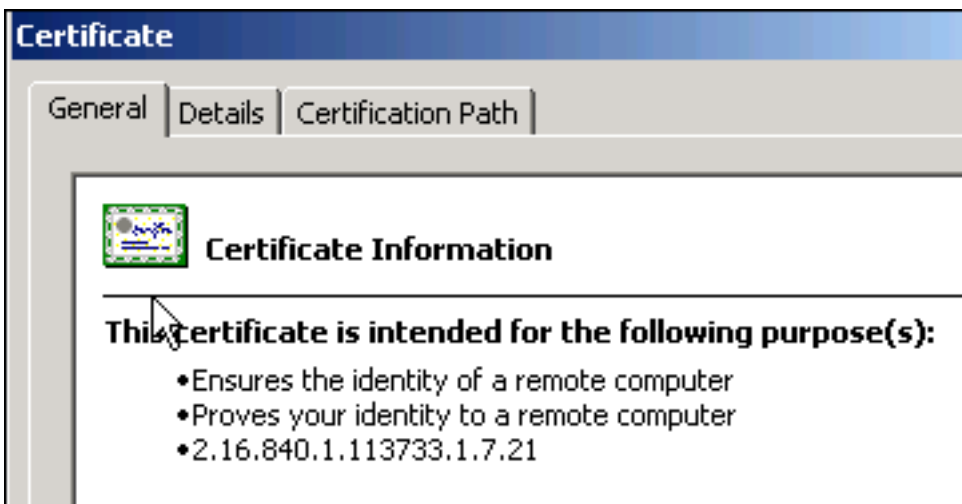 Certificate
General Details Certification Path
Certificate Information
This certificate is intended for the following purpose(s):
•Ensures the identity of a remote computer
•Proves your identity to a remote computer
•2.16.840.1.113733.1.7.21